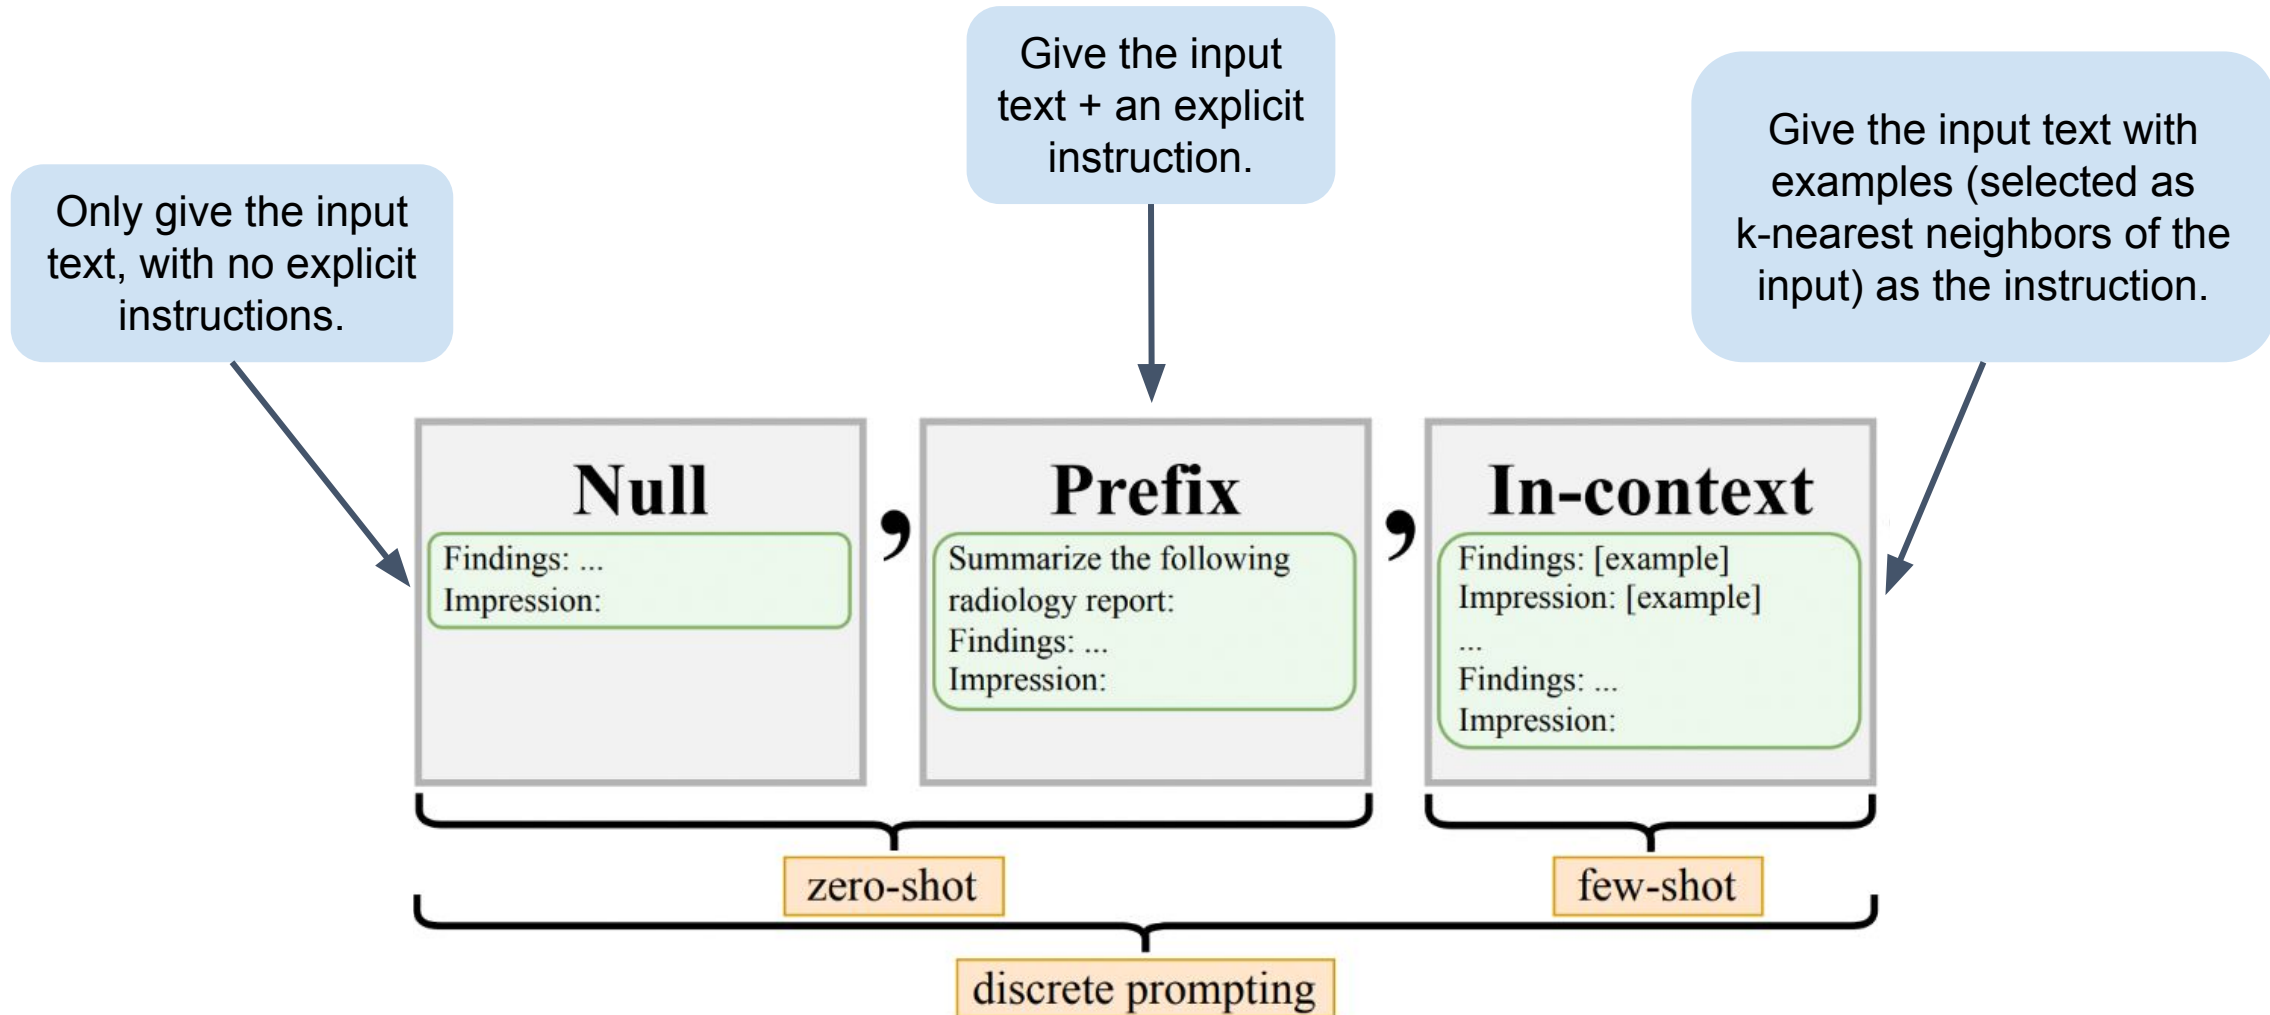 Give the input
text + an explicit
instruction.
Give the input text with
examples (selected as
k-nearest neighbors of the
input) as the instruction.
Only give the input
text, with no explicit
instructions.
Null
Findings: ...
Impression:
,
Prefix
Summarize the following
radiology report:
Findings: ...
Impression:
,
In-context
Findings: [example]
Impression: [example]
...
Findings: ...
Impression:
zero-shot
few-shot
discrete prompting